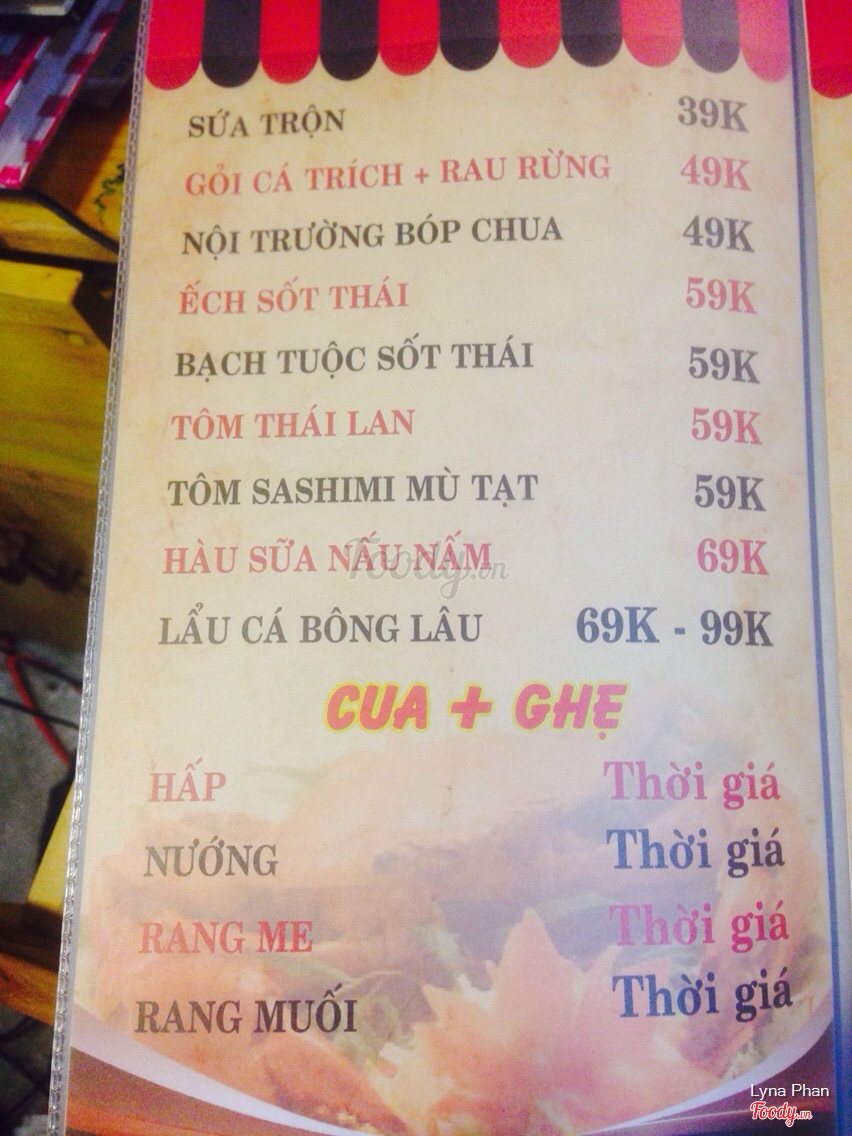 SỨA TRỘN 39K
GỎI CÁ TRÍCH + RAU RỪNG 49K
NỘI TRƯỜNG BÓP CHUA 49K
ẾCH SỐT THÁI 59K
BẠCH TUỘC SỐT THÁI 59K
TÔM THÁI LAN 59K
TÔM SASHIMI MÙ TẠT 59K
HÀU SỮA NẤU NẤM 69K
LẨU CÁ BÔNG LÂU 69K - 99K
Foody.vn
CUA + GHẸ
HẤP Thời giá
NƯỚNG Thời giá
RANG ME Thời giá
RANG MUỐI Thời giá
Lyna Phan
Foody.vn